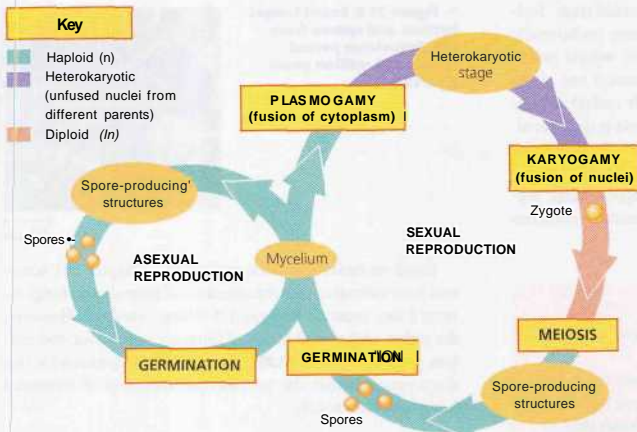 Key
Haploid (n)
Heterokaryotic
(unfused nuclei from
different parents)
Diploid (In)
PLASMOGAMY
(fusion of cytoplasm)
Heterokaryotic
stage
KARYOGAMY
(fusion of nuclei)
Zygote
Spore-producing'
structures
Spores•-
ASEXUAL
REPRODUCTION
Mycelium
SEXUAL
REPRODUCTION
GERMINATION
GERMINATION
MEIOSIS
Spore-producing
structures
Spores